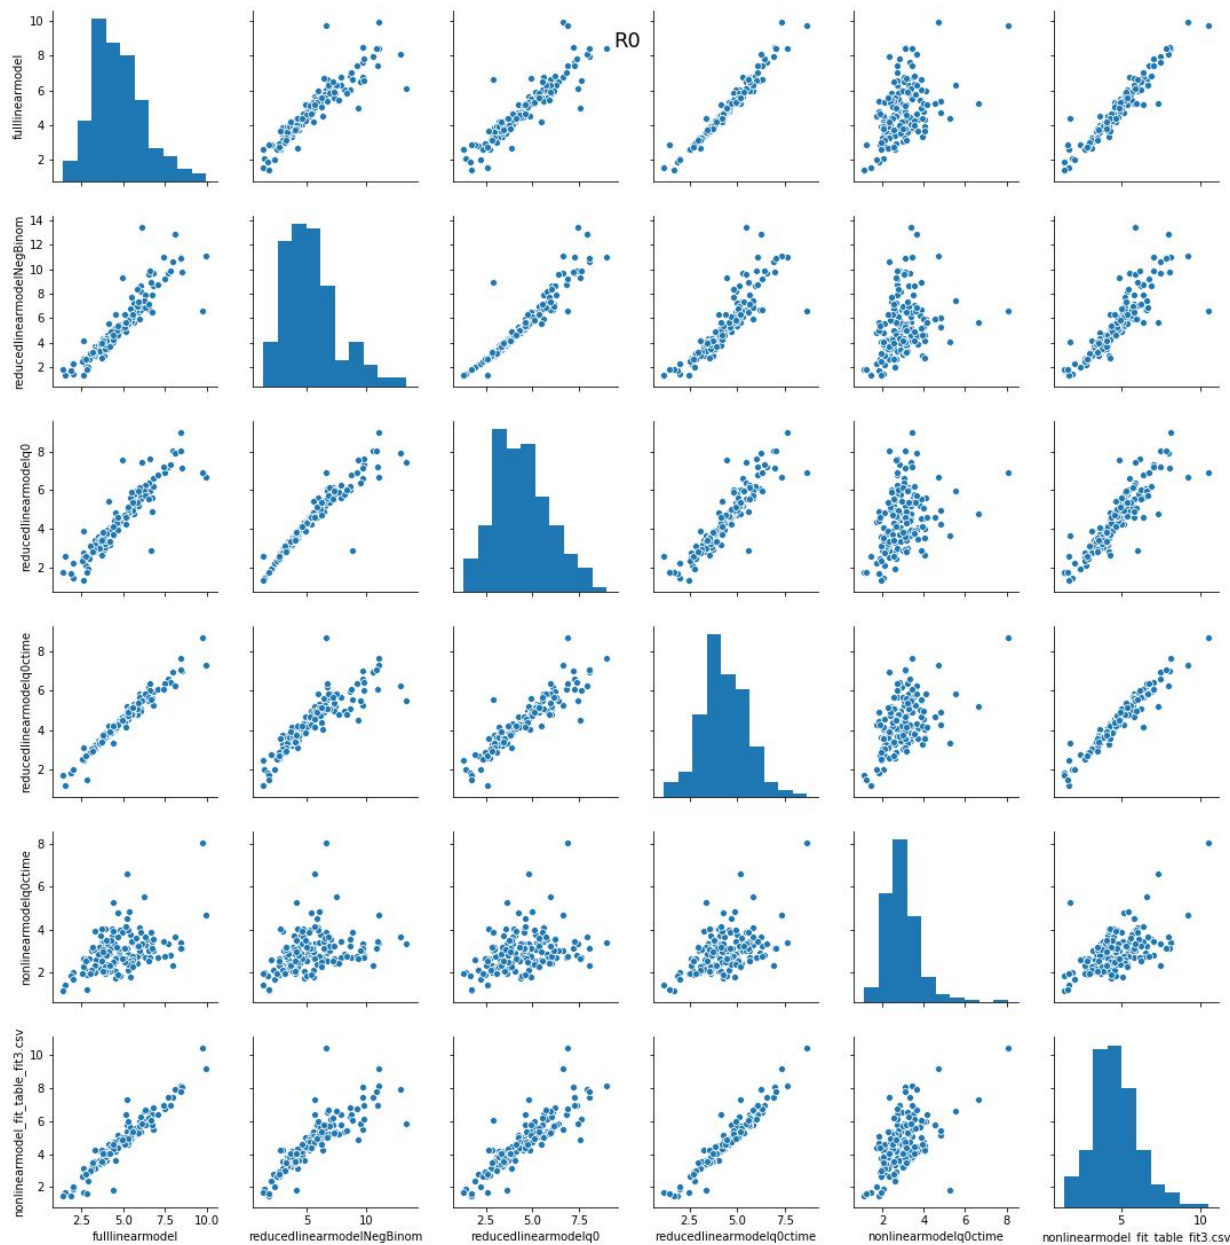 R0
fulllinearmodel
10
8
6
4
2
reducedlinearmodelNegBinom
14
12
10
8
6
4
2
reducedlinearmodelq0
8
6
4
2
reducedlinearmodelq0ctime
8
6
4
2
nonlinearmodelq0ctime
8
6
4
2
nonlinearmodel_fit_table_fit3.csv
10
8
6
4
2
2.5 5.0 7.5 10.0
fulllinearmodel
5 10
reducedlinearmodelNegBinom
2.5 5.0 7.5
reducedlinearmodelq0
2.5 5.0 7.5
reducedlinearmodelq0ctime
2 4 6 8
nonlinearmodelq0ctime
5 10
nonlinearmodel_fit_table_fit3.csv